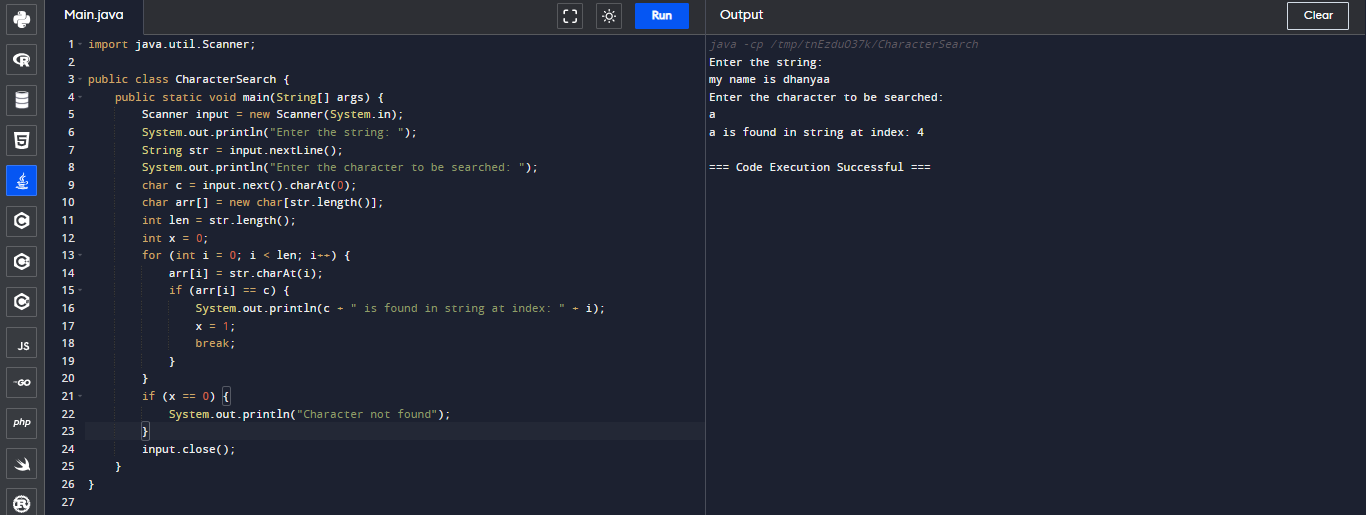 Main.java
Run
Output
Clear
1 import java.util.Scanner;
2
3 public class CharacterSearch {
4     public static void main(String[] args) {
5         Scanner input = new Scanner(System.in);
6         System.out.println("Enter the string: ");
7         String str = input.nextLine();
8         System.out.println("Enter the character to be searched: ");
9         char c = input.next().charAt(0);
10         char arr[] = new char[str.length()];
11         int len = str.length();
12         int x = 0;
13         for (int i = 0; i < len; i++) {
14             arr[i] = str.charAt(i);
15             if (arr[i] == c) {
16                 System.out.println(c + " is found in string at index: " + i);
17                 x = 1;
18                 break;
19             }
20         }
21         if (x == 0) {
22             System.out.println("Character not found");
23         }
24         input.close();
25     }
26 }
27
java -cp /tmp/tnEzduO37k/CharacterSearch
Enter the string:
my name is dhanyaa
Enter the character to be searched:
a
a is found in string at index: 4
=== Code Execution Successful ===
R
5
C
C
C
JS
GO
php